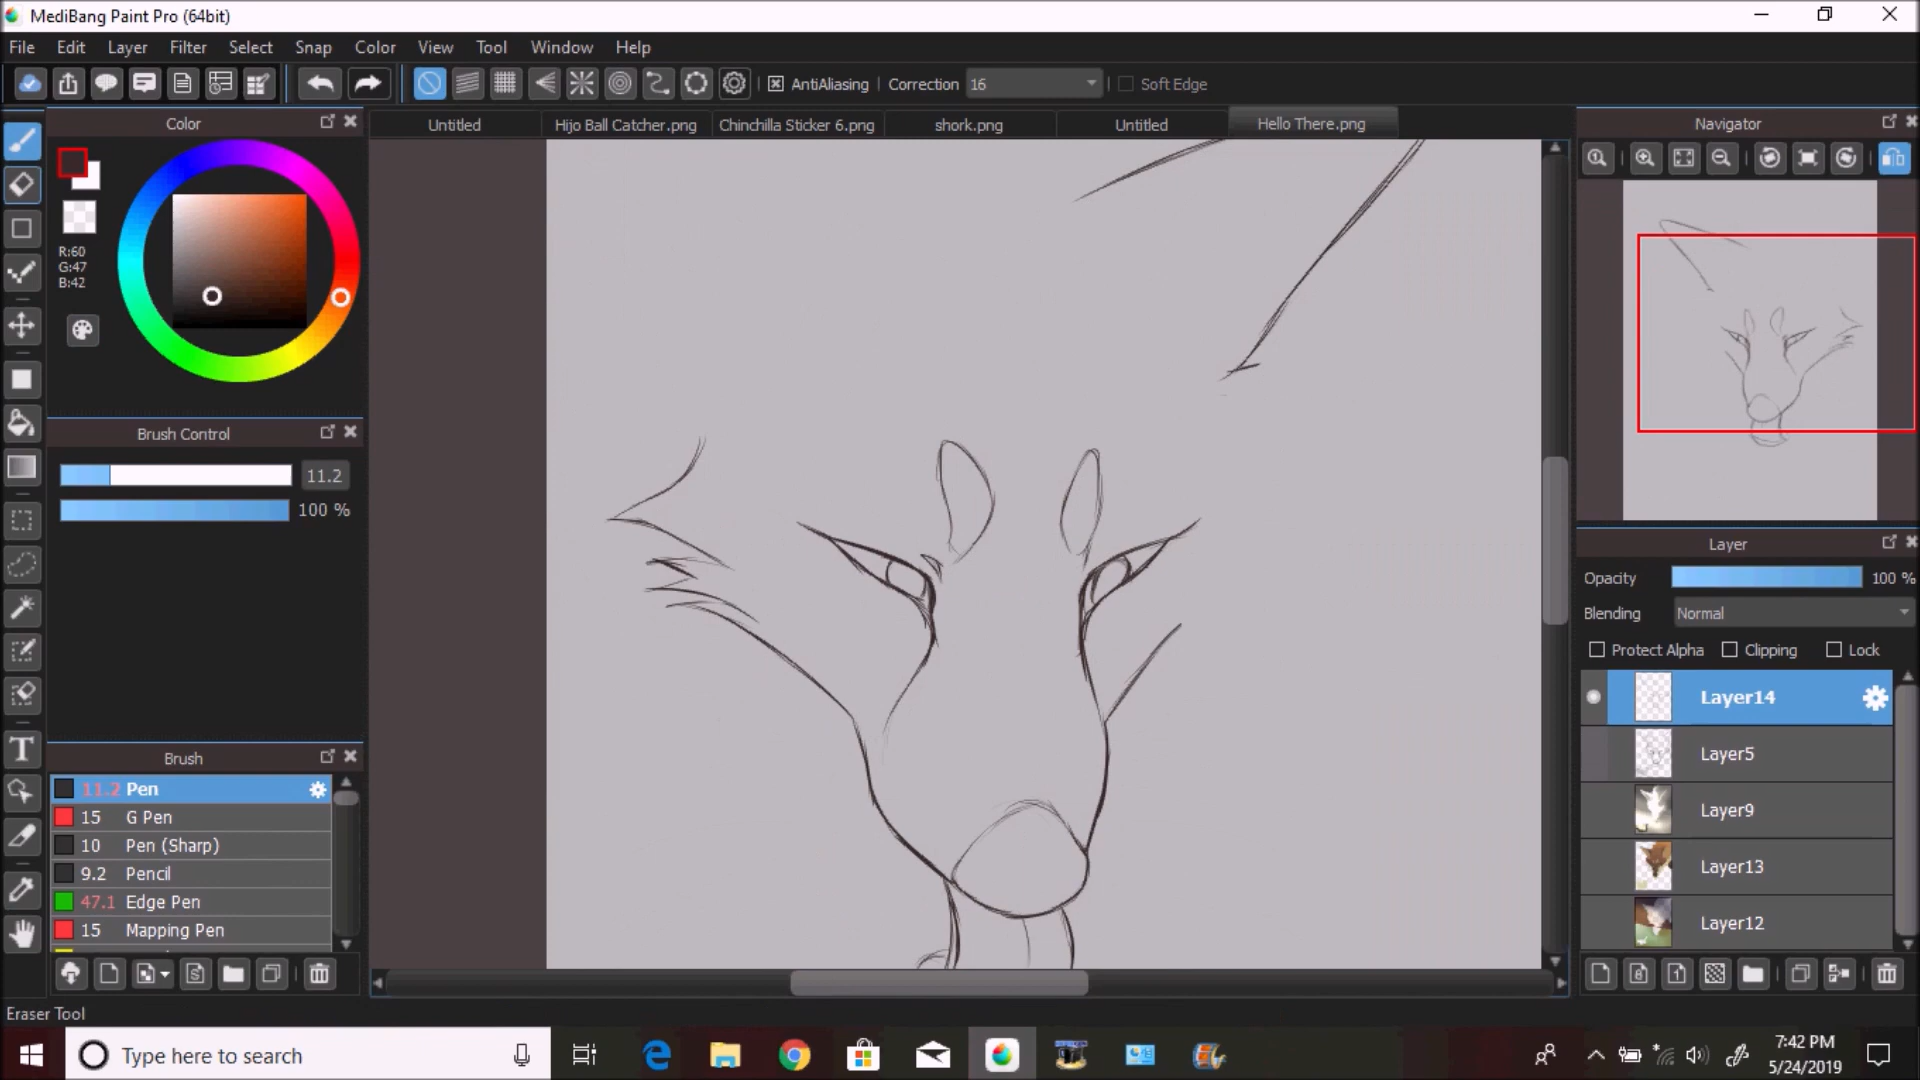 MediBang Paint Pro (64bit)
File Edit Layer Filter Select Snap Color View Tool Window Help
AntiAliasing Correction 16 Soft Edge
Color
Untitled
Hijo Ball Catcher.png
Chinchilla Sticker 6.png
shork.png
Untitled
Hello There.png
Navigator
R:60
G:47
B:42
Brush Control
11.2
100 %
Brush
11.2 Pen
15 G Pen
10 Pen (Sharp)
9.2 Pencil
47.1 Edge Pen
15 Mapping Pen
Layer
Opacity 100 %
Blending Normal
Protect Alpha Clipping Lock
Layer14
Layer5
Layer9
Layer13
Layer12
Eraser Tool
Type here to search
7:42 PM
5/24/2019